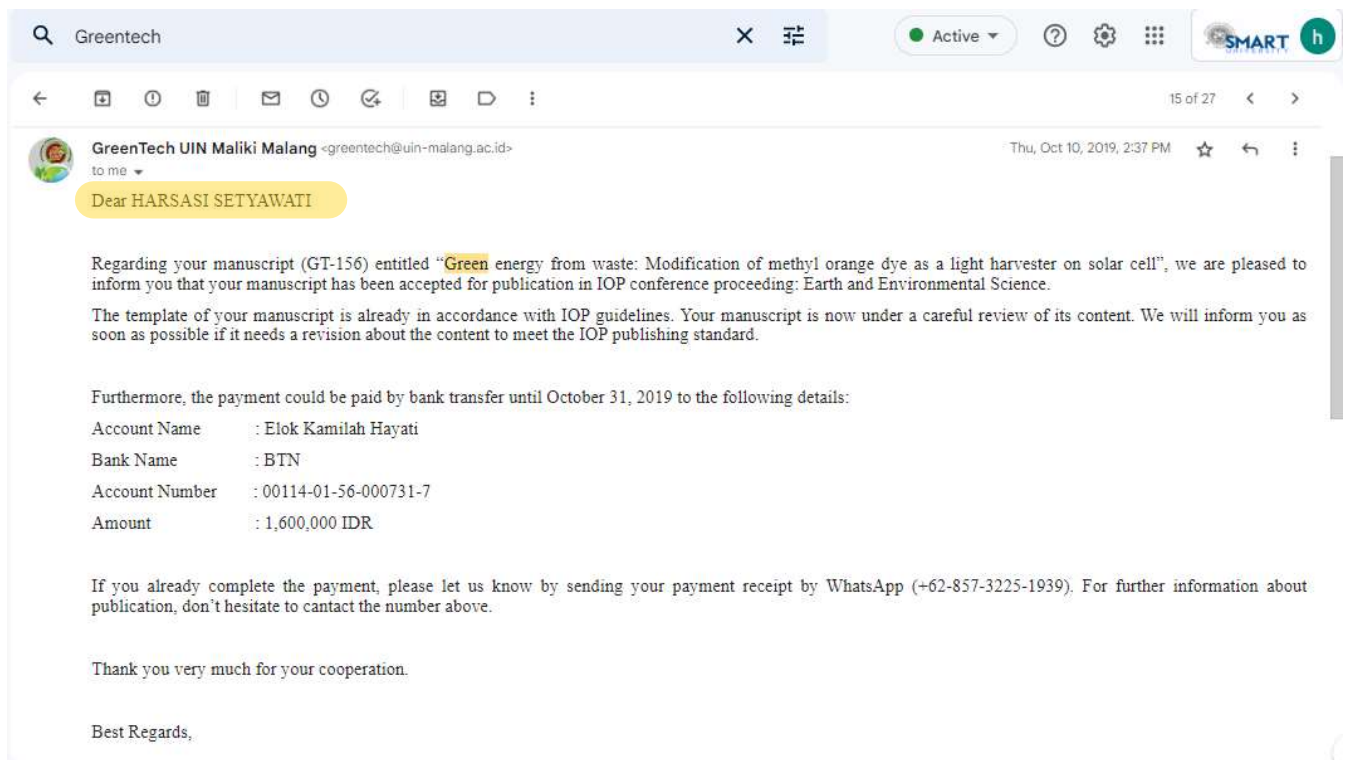 Greentech
Active
SMART
UNIVERSITY
h
15 of 27
GreenTech UIN Maliki Malang <greentech@uin-malang.ac.id>
Thu, Oct 10, 2019, 2:37 PM
to me
Dear HARSASI SETYAWATI
Regarding your manuscript (GT-156) entitled “Green energy from waste: Modification of methyl orange dye as a light harvester on solar cell”, we are pleased to
inform you that your manuscript has been accepted for publication in IOP conference proceeding: Earth and Environmental Science.
The template of your manuscript is already in accordance with IOP guidelines. Your manuscript is now under a careful review of its content. We will inform you as
soon as possible if it needs a revision about the content to meet the IOP publishing standard.
Furthermore, the payment could be paid by bank transfer until October 31, 2019 to the following details:
Account Name : Elok Kamilah Hayati
Bank Name : BTN
Account Number : 00114-01-56-000731-7
Amount : 1,600,000 IDR
If you already complete the payment, please let us know by sending your payment receipt by WhatsApp (+62-857-3225-1939). For further information about
publication, don’t hesitate to cantact the number above.
Thank you very much for your cooperation.
Best Regards,